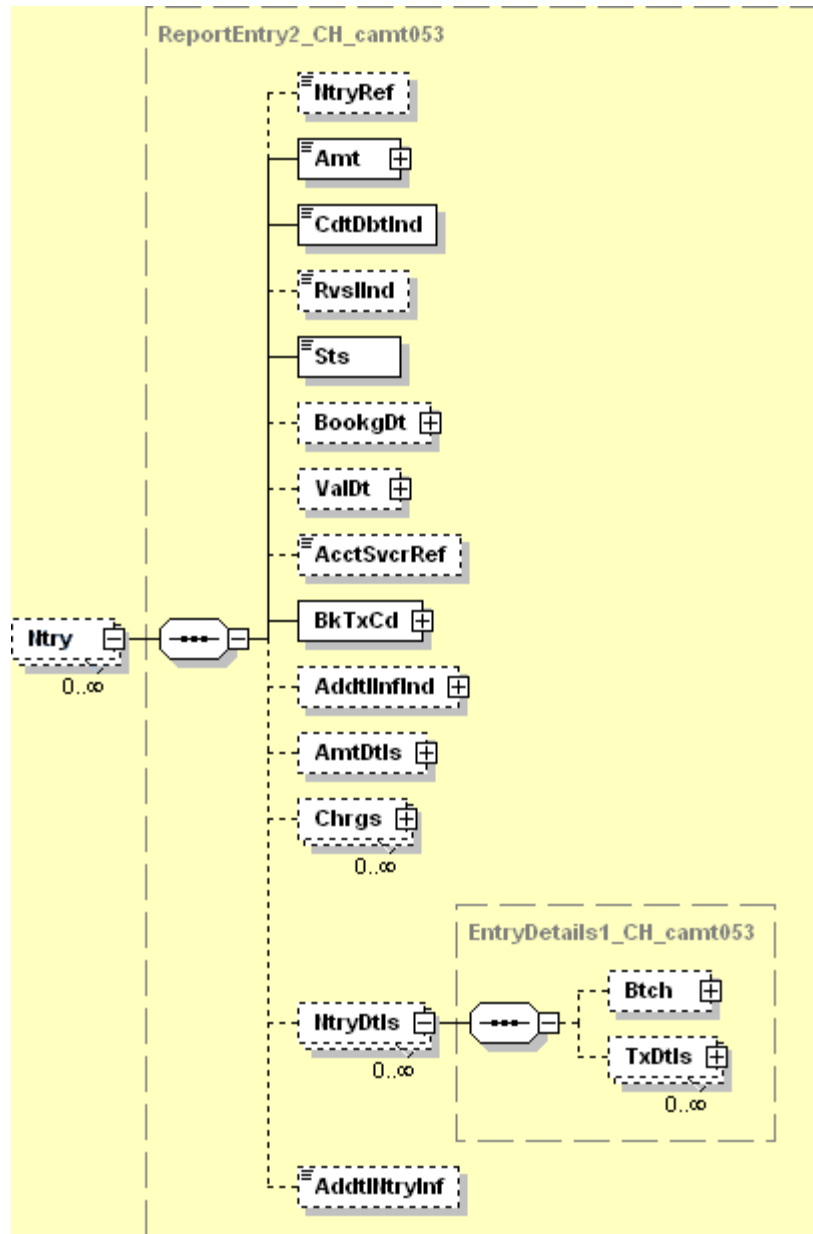 ReportEntry2_CH_camt053
NtryRef
Amt
CdtDbtInd
RvslInd
Sts
BookgDt
ValDt
AcctSvcrRef
BkTxCd
Ntry
0..∞
AddtlInfInd
AmtDtls
Chrgs
0..∞
EntryDetails1_CH_camt053
Btch
NtryDtls
0..∞
TxDtls
0..∞
AddtlNtryInf